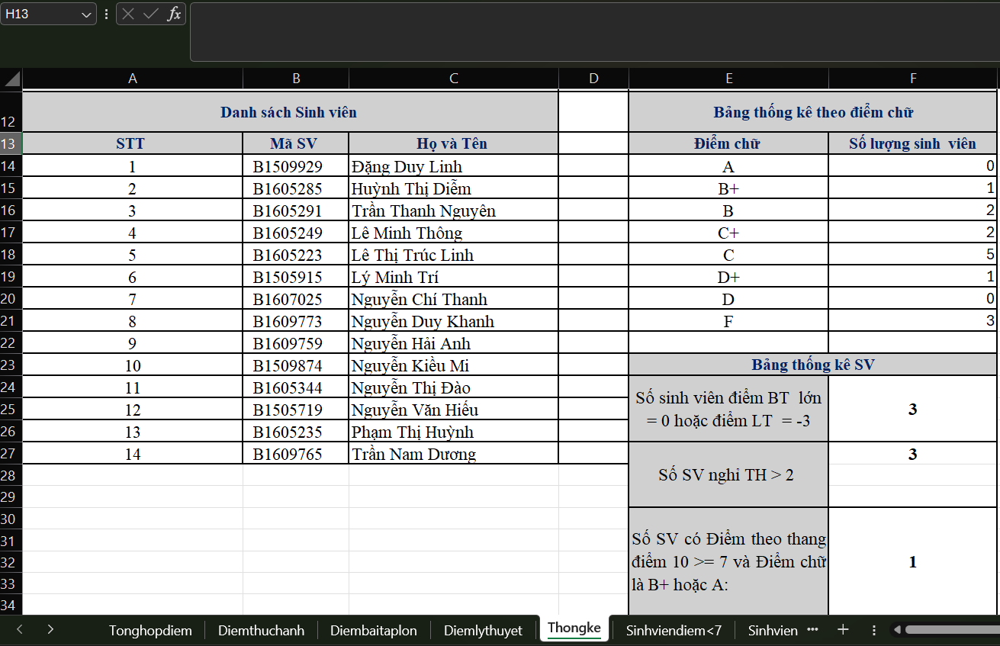 H13
fx
A B C D E F
12 Danh sách Sinh viên Bảng thống kê theo điểm chữ
13 STT Mã SV Họ và Tên Điểm chữ Số lượng sinh viên
14 1 B1509929 Đặng Duy Linh A 0
15 2 B1605285 Huỳnh Thị Diễm B+ 1
16 3 B1605291 Trần Thanh Nguyên B 2
17 4 B1605249 Lê Minh Thông C+ 2
18 5 B1605223 Lê Thị Trúc Linh C 5
19 6 B1505915 Lý Minh Trí D+ 1
20 7 B1607025 Nguyễn Chí Thanh D 0
21 8 B1609773 Nguyễn Duy Khanh F 3
22 9 B1609759 Nguyễn Hải Anh
23 10 B1509874 Nguyễn Kiều Mi Bảng thống kê SV
24 11 B1605344 Nguyễn Thị Đào Số sinh viên điểm BT lớn
25 12 B1505719 Nguyễn Văn Hiếu 3
26 13 B1605235 Phạm Thị Huỳnh = 0 hoặc điểm LT = -3
27 14 B1609765 Trần Nam Dương 3
28 Số SV nghỉ TH > 2
29
30
31 Số SV có Điểm theo thang
32 điểm 10 >= 7 và Điểm chữ 1
33 là B+ hoặc A:
34
Tonghopdiem Diemthuchanh Diembaitaplon Diemlythuyet Thongke Sinhviendiem<7 Sinhvien